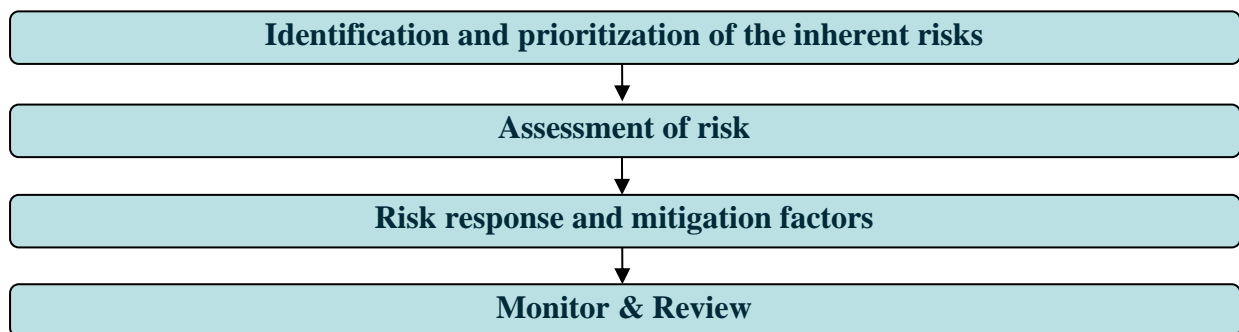 Identification and prioritization of the inherent risks
Assessment of risk
Risk response and mitigation factors
Monitor & Review